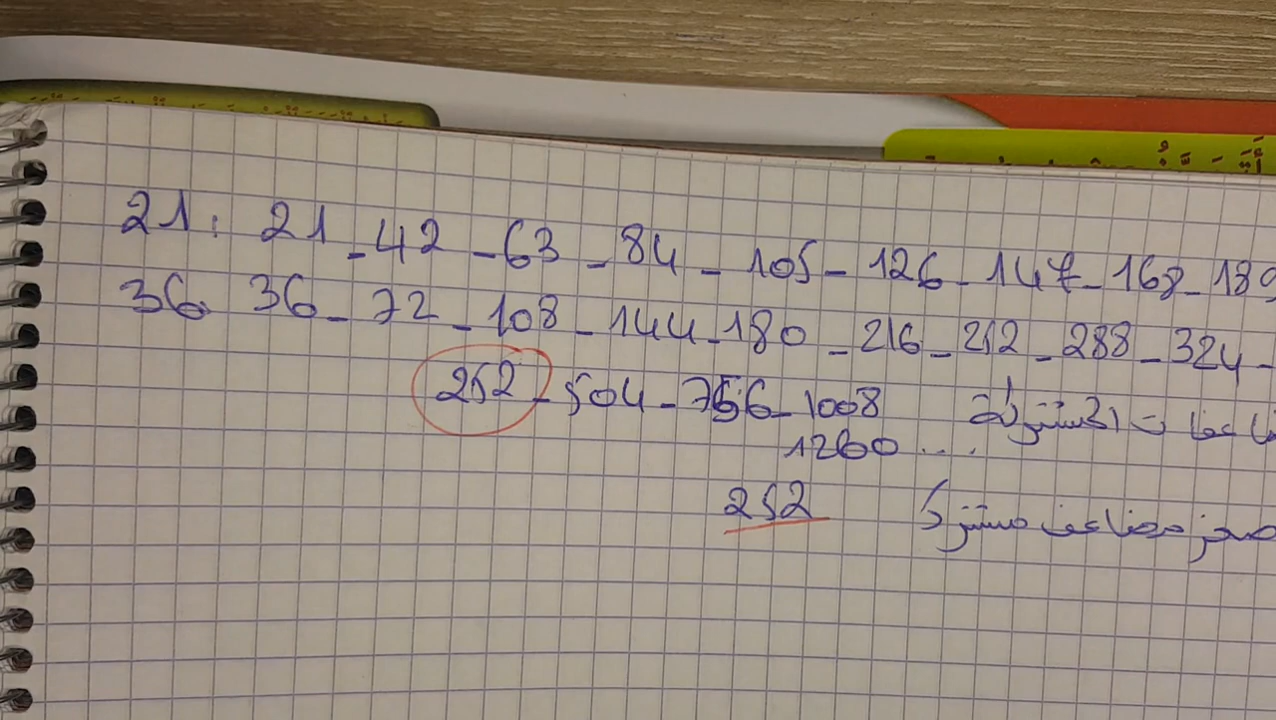 21: 21 - 42 - 63 - 84 - 105 - 126 - 147 - 168 - 189
36 36 - 72 - 108 - 144 - 180 - 216 - 252 - 288 - 324 -
252 - 504 - 756 - 1008 المشتركة
1260 ....
252 أصغر مضاعف مشترك